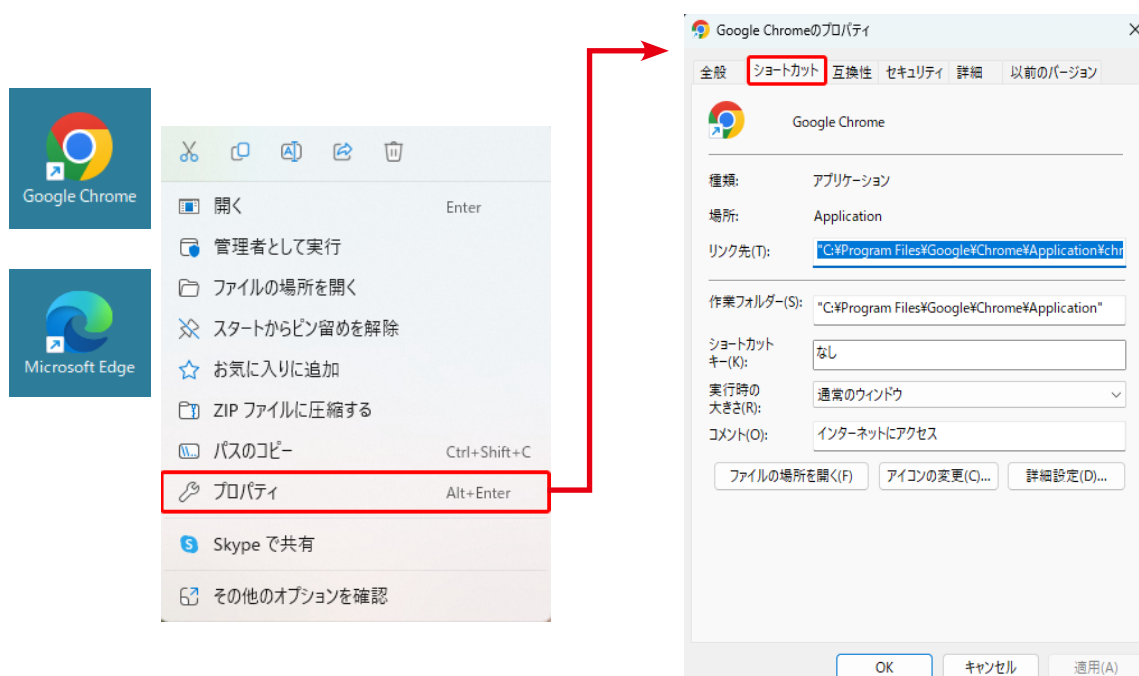 Google Chrome
Microsoft Edge
開く Enter
管理者として実行
ファイルの場所を開く
スタートからピン留めを解除
お気に入りに追加
ZIP ファイルに圧縮する
パスのコピー Ctrl+Shift+C
プロパティ Alt+Enter
Skype で共有
その他のオプションを確認
Google Chromeのプロパティ
全般 ショートカット 互換性 セキュリティ 詳細 以前のバージョン
Google Chrome
種類: アプリケーション
場所: Application
リンク先(T): "C:¥Program Files¥Google¥Chrome¥Application¥chr
作業フォルダー(S): "C:¥Program Files¥Google¥Chrome¥Application"
ショートカット
キー(K): なし
実行時の
大きさ(R): 通常のウィンドウ
コメント(O): インターネットにアクセス
ファイルの場所を開く(F) アイコンの変更(C)... 詳細設定(D)...
OK キャンセル 適用(A)